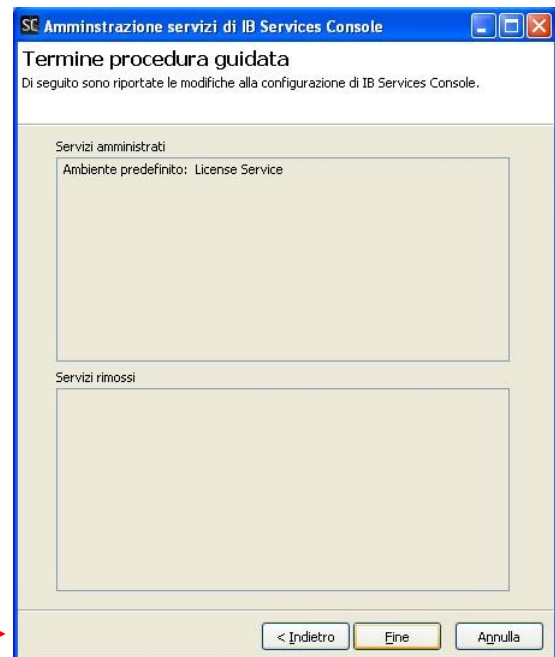 SC Amminstrazione servizi di IB Services Console
Termine procedura guidata
Di seguito sono riportate le modifiche alla configurazione di IB Services Console.
Servizi amministrati
Ambiente predefinito: License Service
Servizi rimossi
< Indietro
Fine
Annulla